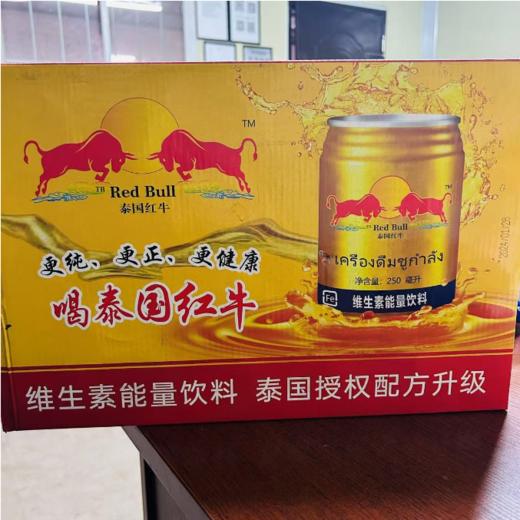 TM
TB Red Bull
泰国红牛
更纯、更正、更健康
喝泰国红牛
维生素能量饮料 泰国授权配方升级
TM
Red Bull
泰国红牛
เครื่องดื่มชูกำลัง
净含量: 250 毫升
Fe 维生素能量饮料